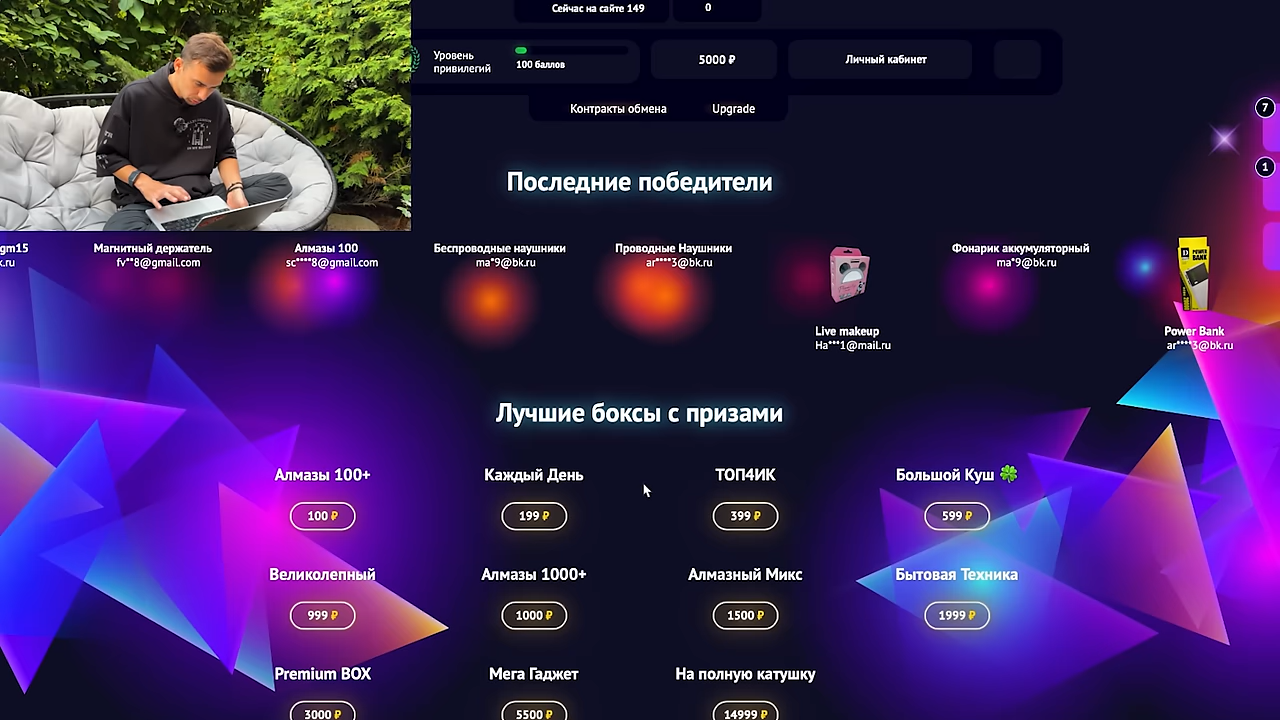 Сейчас на сайте 149
0
Уровень
привилегий
100 баллов
5000 ₽
Личный кабинет
Контракты обмена
Upgrade
7
1
Последние победители
gm15
k.ru
Магнитный держатель
fv**8@gmail.com
Алмазы 100
sc****8@gmail.com
Беспроводные наушники
ma*9@bk.ru
Проводные Наушники
ar****3@bk.ru
Live makeup
Ha***1@mail.ru
Фонарик аккумуляторный
ma*9@bk.ru
POWER
BANK
Power Bank
ar****3@bk.ru
Лучшие боксы с призами
Алмазы 100+
Каждый День
ТОП4ИК
Большой Куш 🍀
100 ₽
199 ₽
399 ₽
599 ₽
Великолепный
Алмазы 1000+
Алмазный Микс
Бытовая Техника
999 ₽
1000 ₽
1500 ₽
1999 ₽
Premium BOX
Мега Гаджет
На полную катушку
3000 ₽
5500 ₽
14999 ₽